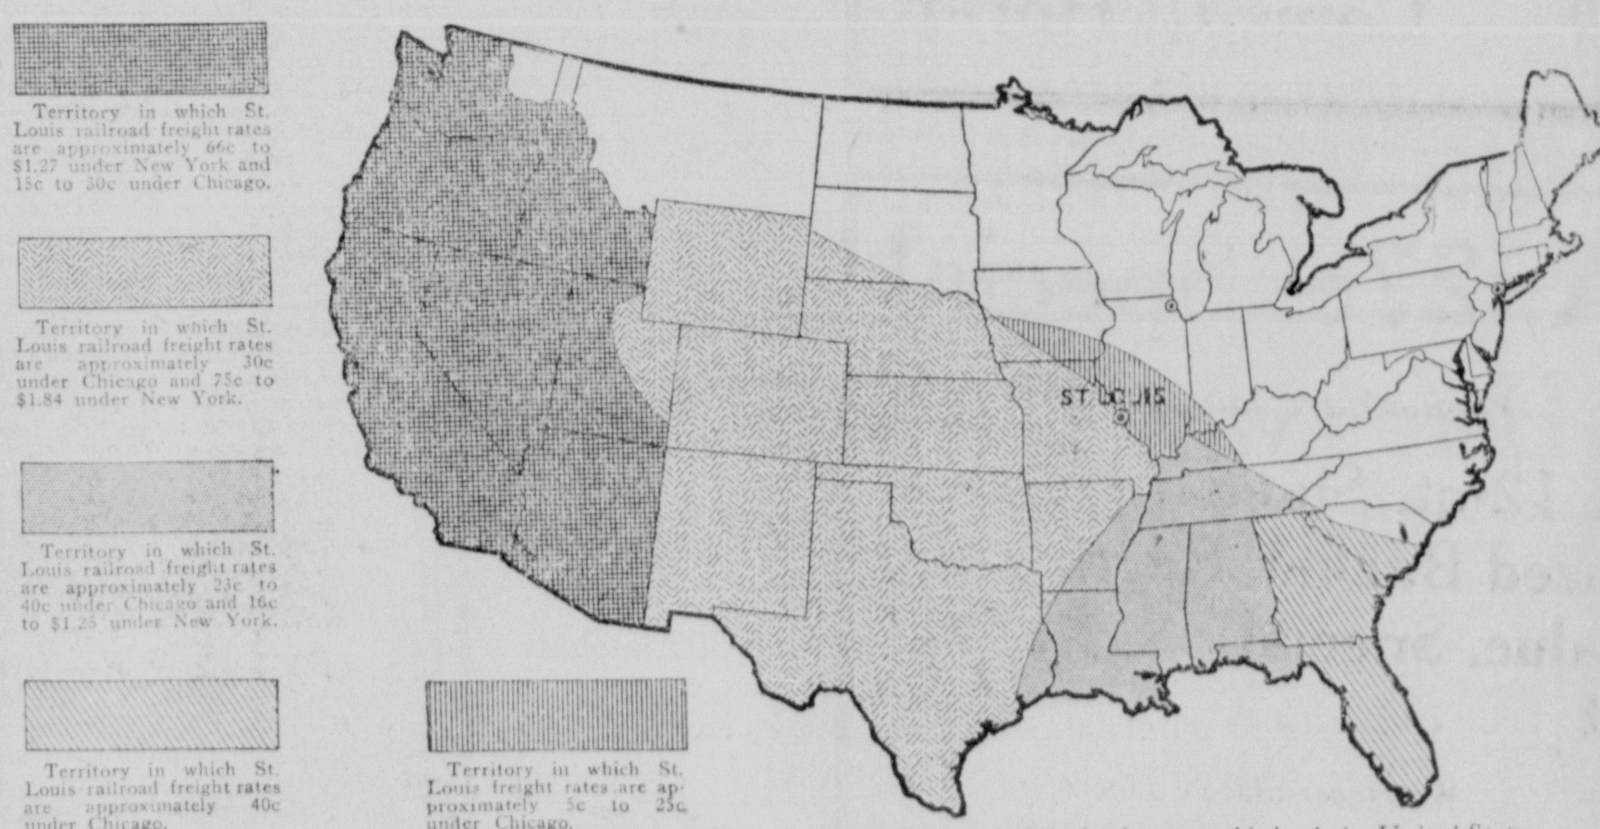 Territory in which St.
Louis railroad freight rates
are approximately 66c to
$1.27 under New York and
15c to 30c under Chicago.
Territory in which St.
Louis railroad freight rates
are approximately 30c
under Chicago and 75c to
$1.84 under New York.
Territory in which St.
Louis railroad freight rates
are approximately 23c to
40c under Chicago and 16c
to $1.25 under New York.
Territory in which St.
Louis railroad freight rates
are approximately 40c
under Chicago.
Territory in which St.
Louis freight rates are ap-
proximately 5c to 25c
under Chicago.
ST LOUIS